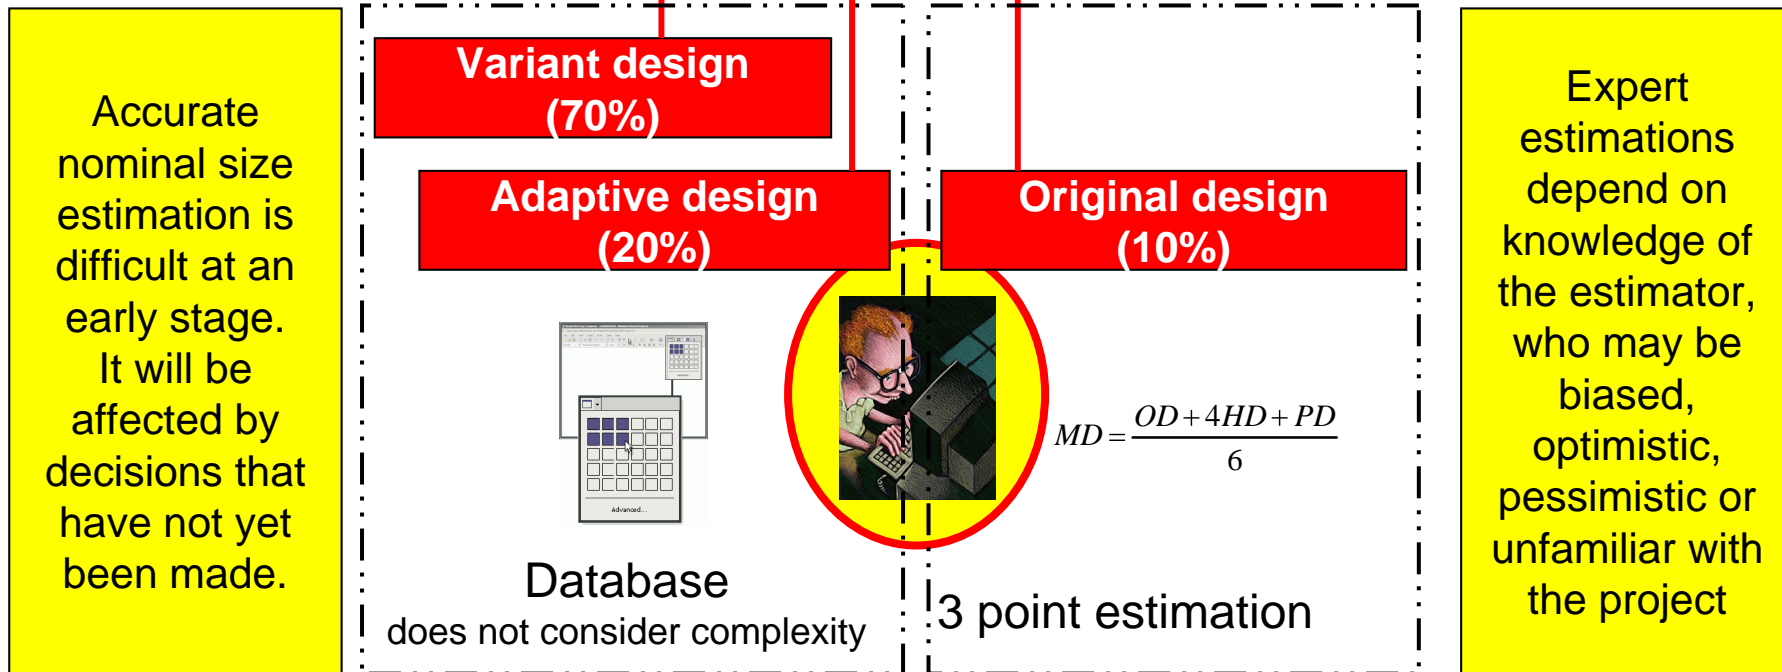 Accurate
nominal size
estimation is
difficult at an
early stage.
It will be
affected by
decisions that
have not yet
been made.
Variant design
(70%)
Adaptive design
(20%)
Original design
(10%)
Advanced...
MD = \frac{OD + 4HD + PD}{6}
Database
does not consider complexity
3 point estimation
Expert
estimations
depend on
knowledge of
the estimator,
who may be
biased,
optimistic,
pessimistic or
unfamiliar with
the project